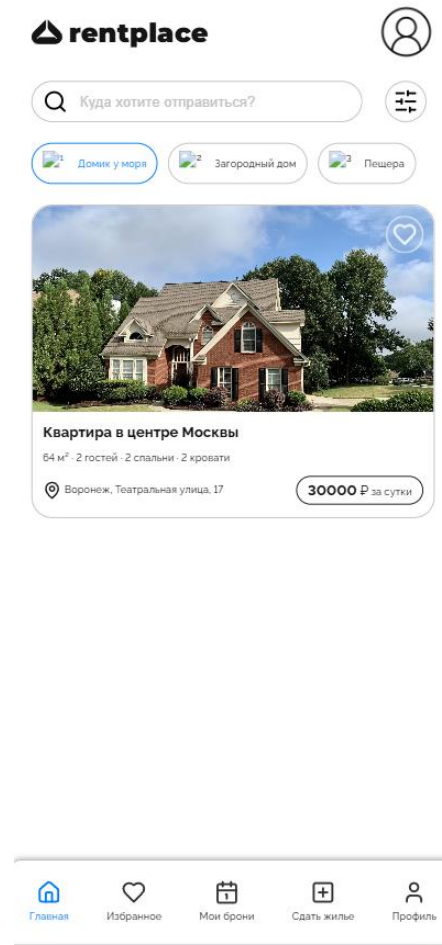 rentplace
Куда хотите отправиться?
1 Домик у моря 2 Загородный дом 3 Пещера
Квартира в центре Москвы
64 м² · 2 гостей · 2 спальни · 2 кровати
Воронеж, Театральная улица, 17 30000 ₽ за сутки
Главная Избранное Мои брони Сдать жилье Профиль